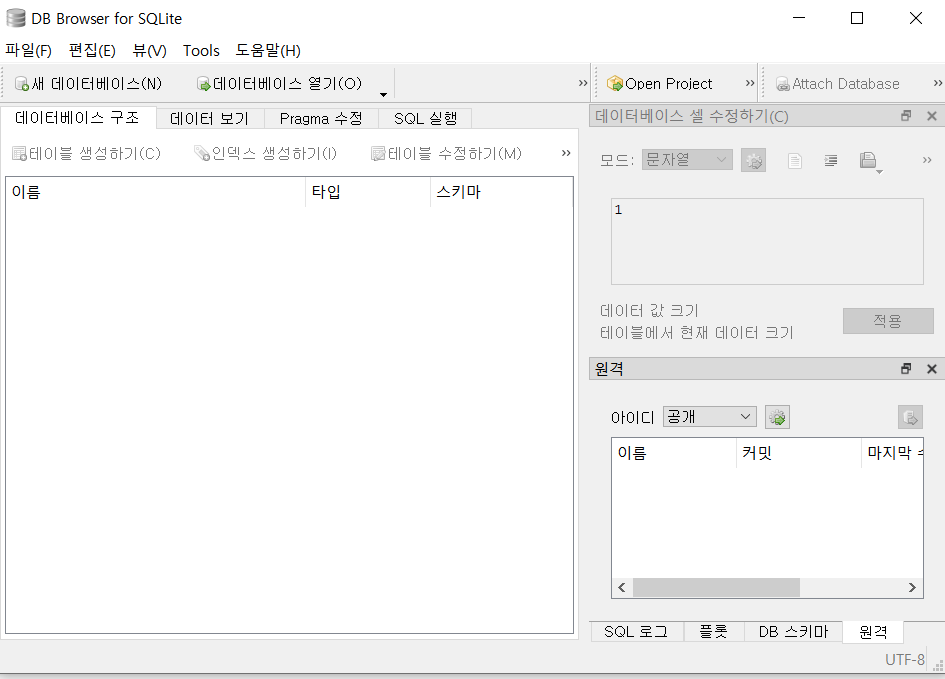 DB Browser for SQLite
파일(F) 편집(E) 뷰(V) Tools 도움말(H)
새 데이터베이스(N) 데이터베이스 열기(O) » Open Project » Attach Database »
데이터베이스 구조 데이터 보기 Pragma 수정 SQL 실행
테이블 생성하기(C) 인덱스 생성하기(I) 테이블 수정하기(M) »
이름 타입 스키마
데이터베이스 셀 수정하기(C)
모드: 문자열 »
1
데이터 값 크기
테이블에서 현재 데이터 크기
적용
원격
아이디 공개
이름 커밋 마지막
SQL 로그 플롯 DB 스키마 원격
UTF-8